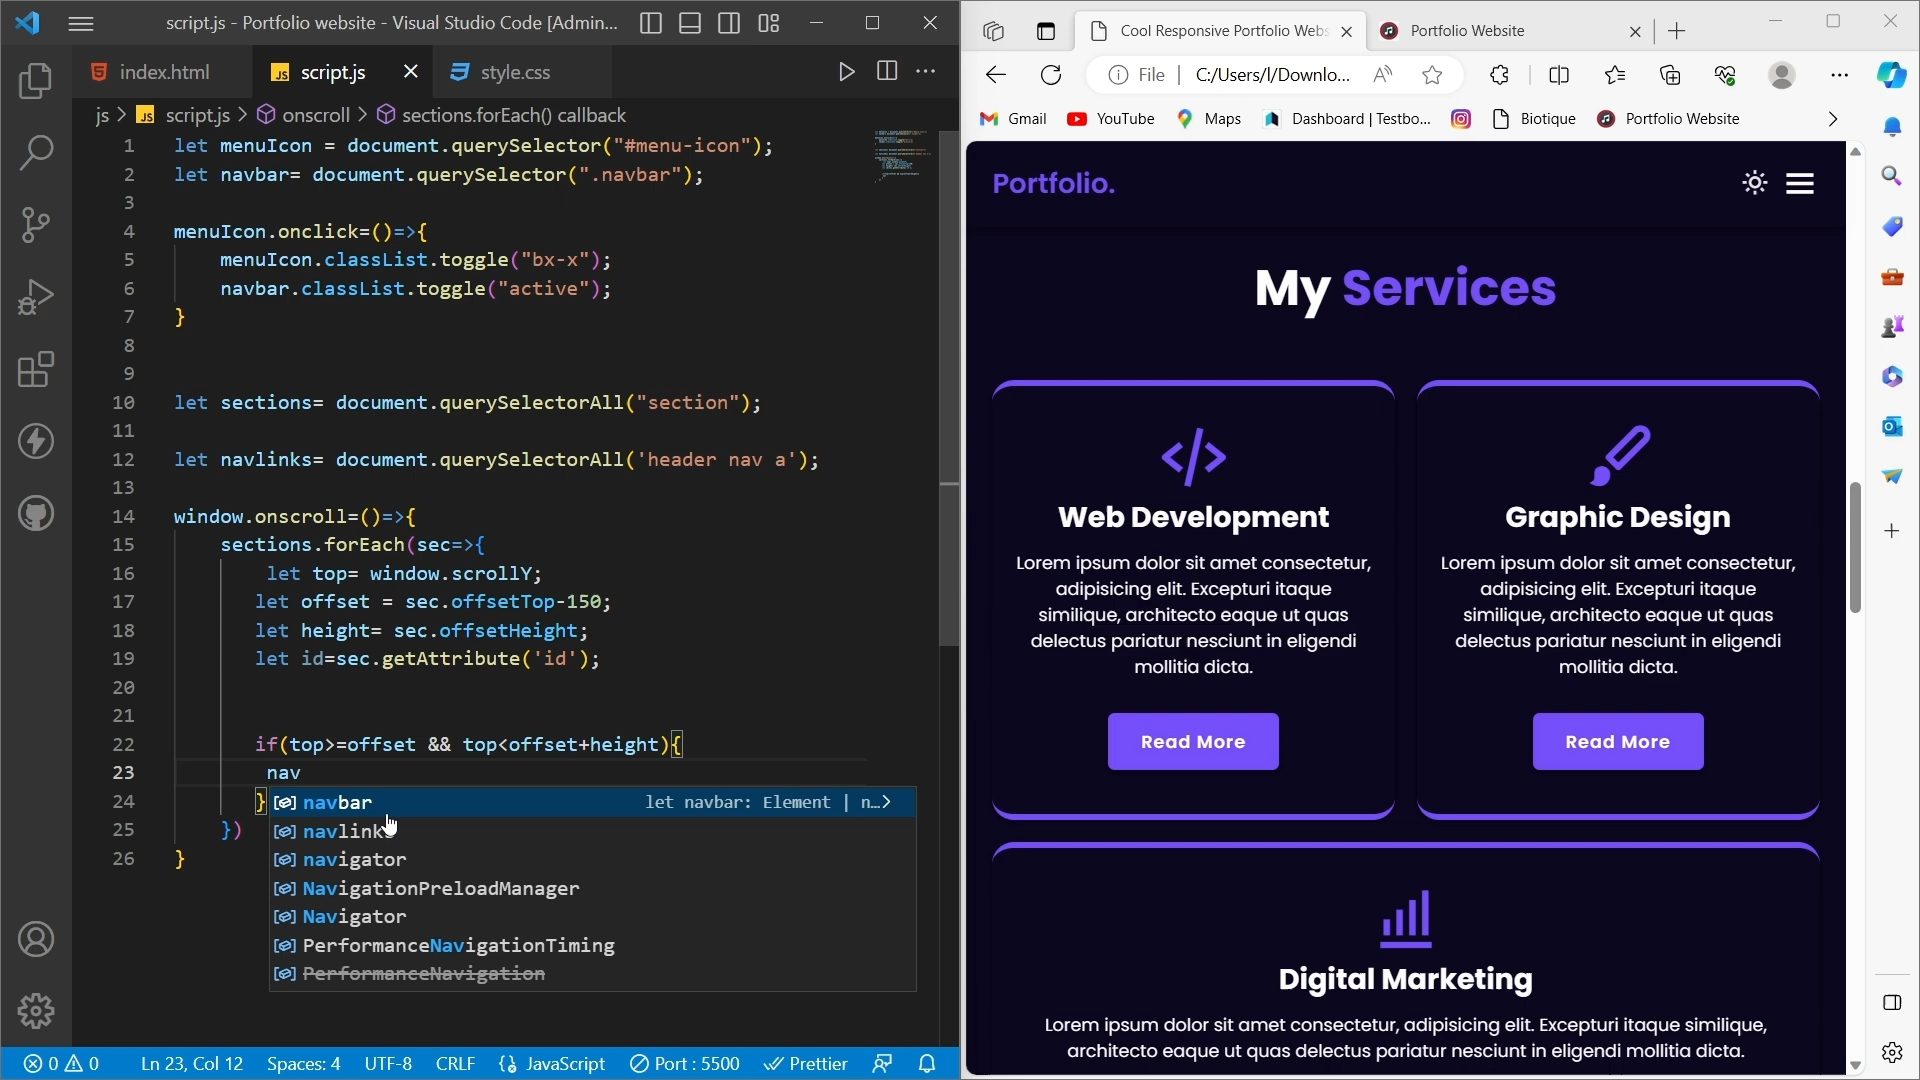 script.js - Portfolio website - Visual Studio Code [Admin...
index.html
JS script.js
style.css
js > JS script.js > onscroll > sections.forEach() callback
1 let menuIcon = document.querySelector("#menu-icon");
2 let navbar= document.querySelector(".navbar");
3
4 menuIcon.onclick=()=>{
5 menuIcon.classList.toggle("bx-x");
6 navbar.classList.toggle("active");
7 }
8
9
10 let sections= document.querySelectorAll("section");
11
12 let navlinks= document.querySelectorAll('header nav a');
13
14 window.onscroll=()=>{
15 sections.forEach(sec=>{
16 let top= window.scrollY;
17 let offset = sec.offsetTop-150;
18 let height= sec.offsetHeight;
19 let id=sec.getAttribute('id');
20
21
22 if(top>=offset && top<offset+height){
23 nav
24 }
25 })
26 }
navbar let navbar: Element | n...>
navlinks
navigator
NavigationPreloadManager
Navigator
PerformanceNavigationTiming
PerformanceNavigation
0 0 Ln 23, Col 12 Spaces: 4 UTF-8 CRLF {} JavaScript Port : 5500 Prettier
Cool Responsive Portfolio Webs
Portfolio Website
File | C:/Users/l/Downlo...
Gmail YouTube Maps Dashboard | Testbo... Biotique Portfolio Website
Portfolio.
My Services
Web Development
Lorem ipsum dolor sit amet consectetur,
adipisicing elit. Excepturi itaque
similique, architecto eaque ut quas
delectus pariatur nesciunt in eligendi
mollitia dicta.
Read More
Graphic Design
Lorem ipsum dolor sit amet consectetur,
adipisicing elit. Excepturi itaque
similique, architecto eaque ut quas
delectus pariatur nesciunt in eligendi
mollitia dicta.
Read More
Digital Marketing
Lorem ipsum dolor sit amet consectetur, adipisicing elit. Excepturi itaque similique,
architecto eaque ut quas delectus pariatur nesciunt in eligendi mollitia dicta.